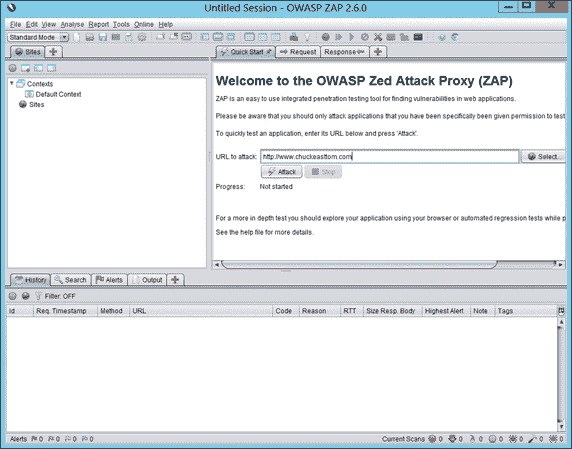 Untitled Session - OWASP ZAP 2.6.0
File Edit View Analyse Report Tools Online Help
Standard Mode
Sites
Quick Start Request Response
Contexts
Default Context
Sites
Welcome to the OWASP Zed Attack Proxy (ZAP)
ZAP is an easy to use integrated penetration testing tool for finding vulnerabilities in web applications.
Please be aware that you should only attack applications that you have been specifically been given permission to test
To quickly test an application, enter its URL below and press 'Attack'.
URL to attack: http://www.chuckeasttom.com Select...
Attack Stop
Progress: Not started
For a more in depth test you should explore your application using your browser or automated regression tests while p
See the help file for more details.
History Search Alerts Output
Filter: OFF
Id Req. Timestamp Method URL Code Reason RTT Size Resp. Body Highest Alert Note Tags
Alerts 0 0 0 0 Current Scans 0 0 0 0 0 0 0